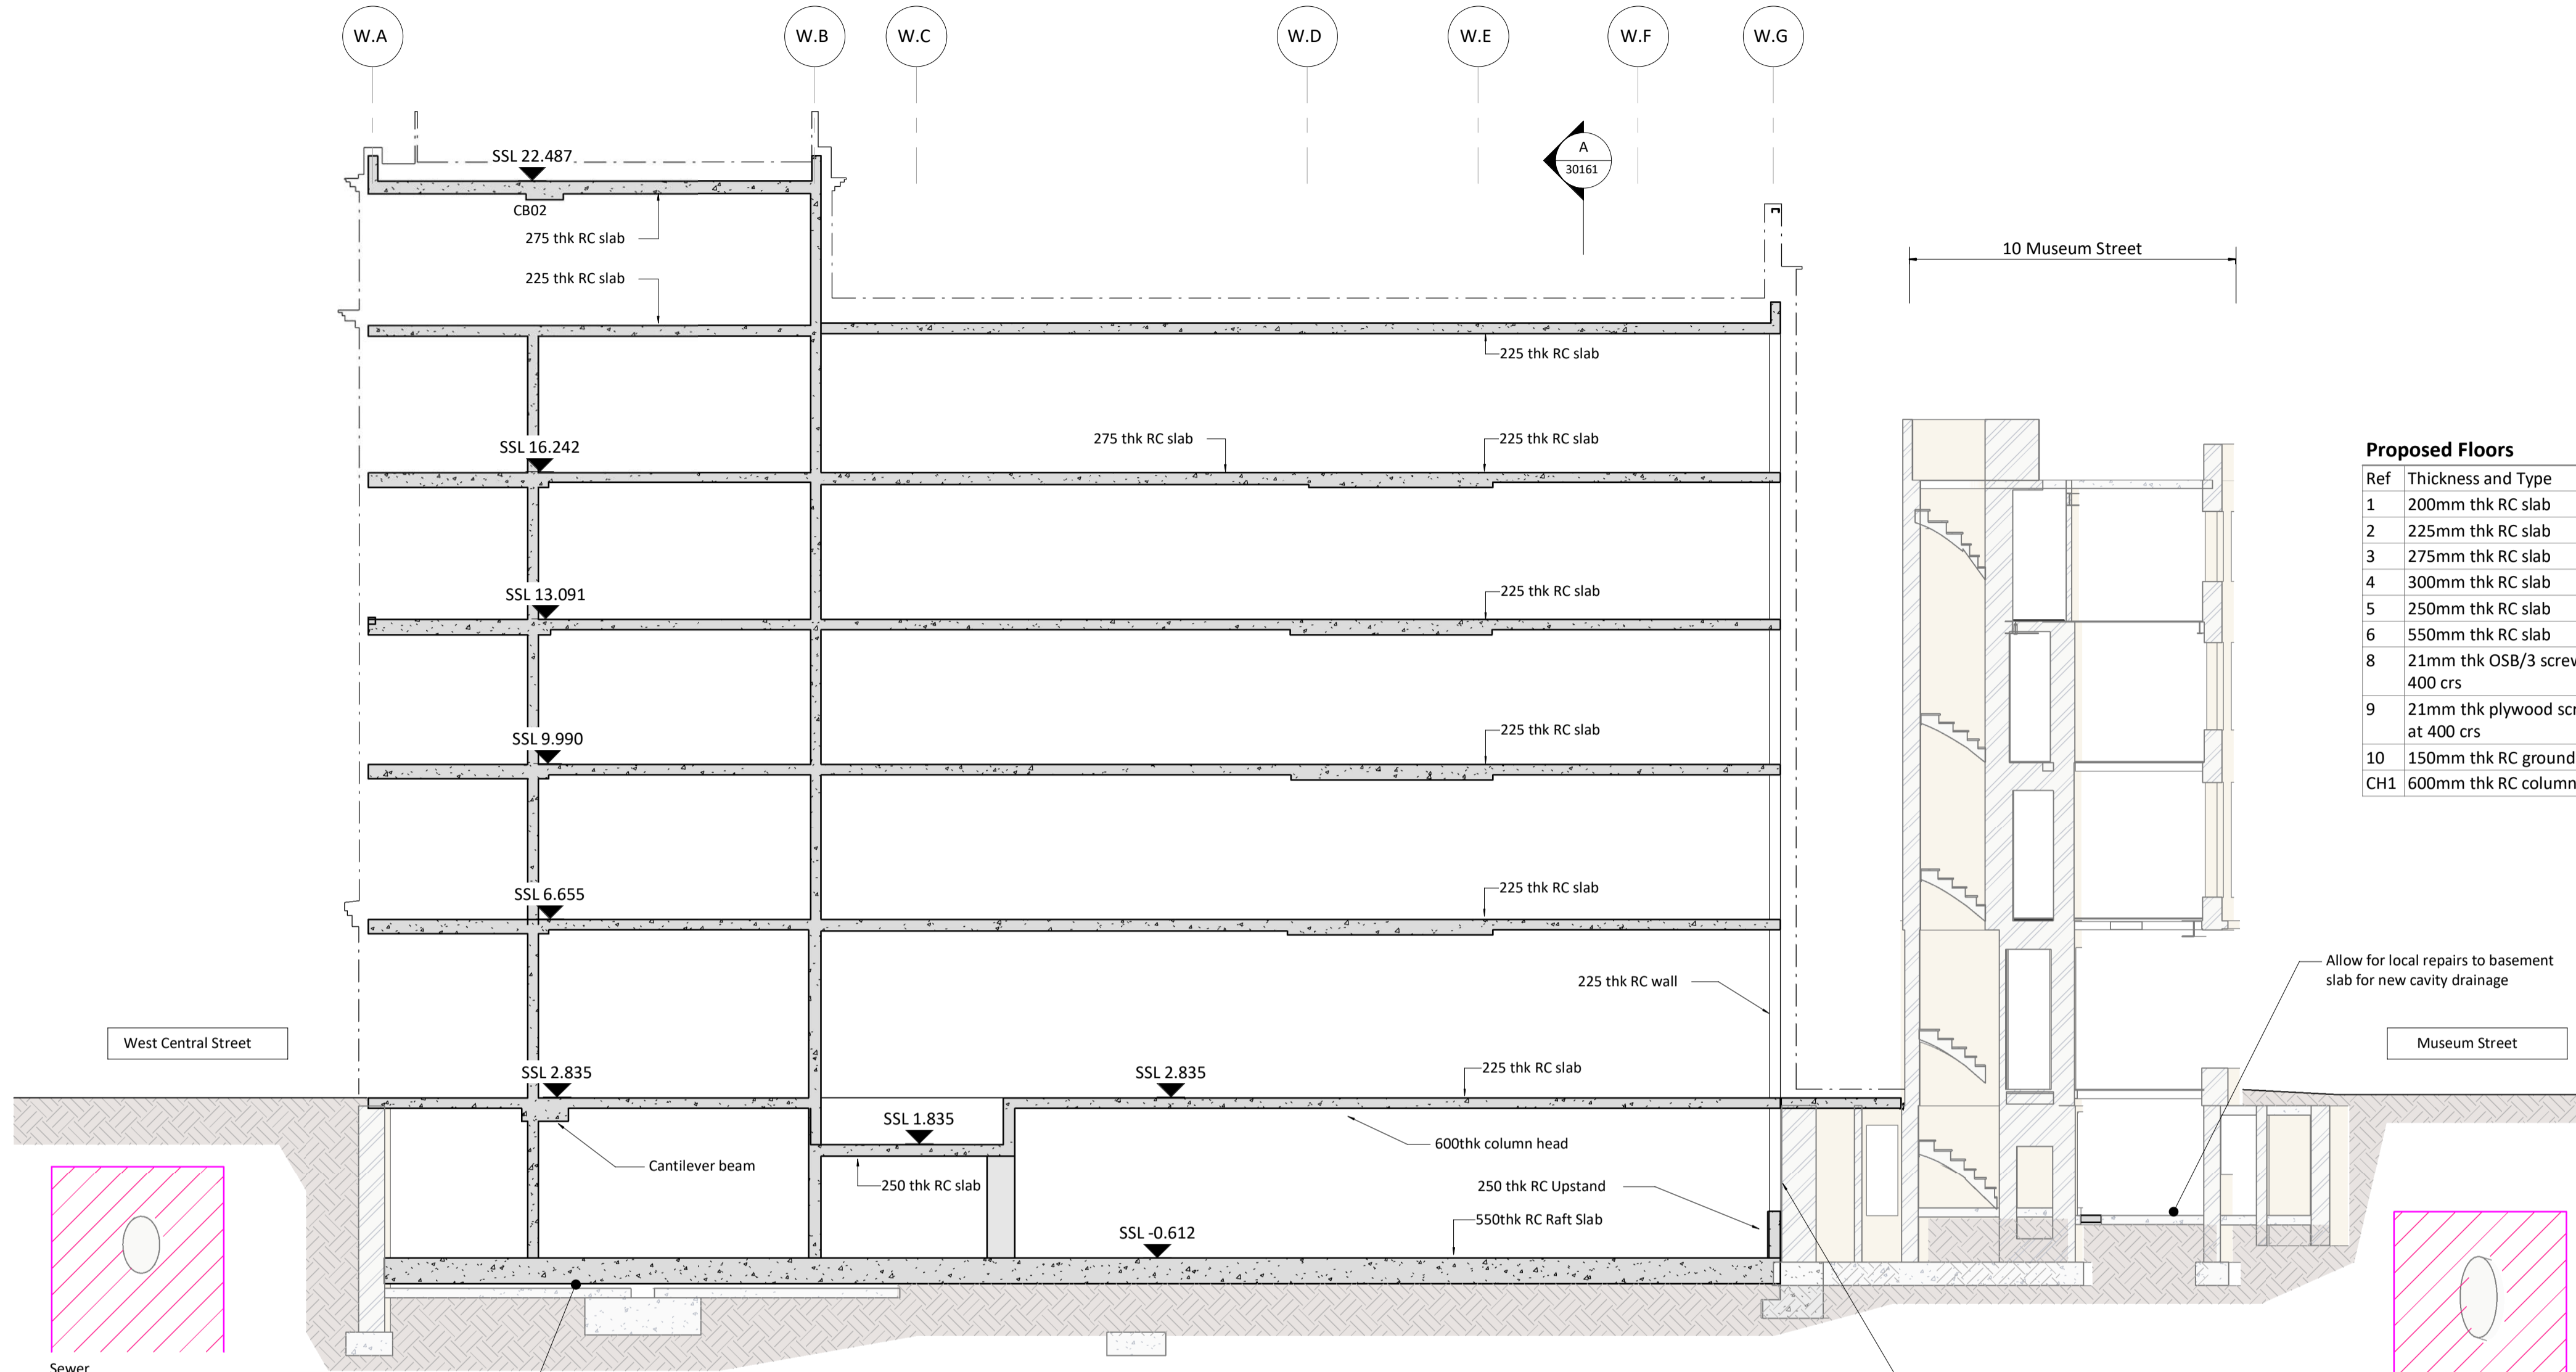 W.A
W.B
W.C
W.D
W.E
W.F
W.G
A
30161
SSL 22.487
CB02
275 thk RC slab
225 thk RC slab
10 Museum Street
225 thk RC slab
SSL 16.242
275 thk RC slab
225 thk RC slab
Proposed Floors
Ref Thickness and Type
1 200mm thk RC slab
2 225mm thk RC slab
3 275mm thk RC slab
4 300mm thk RC slab
5 250mm thk RC slab
6 550mm thk RC slab
8 21mm thk OSB/3
400 crs
9 21mm thk plywood
at 400 crs
10 150mm thk RC ground
CH1 600mm thk RC column
SSL 13.091
225 thk RC slab
SSL 9.990
225 thk RC slab
SSL 6.655
225 thk RC slab
225 thk RC wall
Allow for local repairs to basement
slab for new cavity drainage
West Central Street
Museum Street
SSL 2.835
SSL 2.835
225 thk RC slab
SSL 1.835
600thk column head
Cantilever beam
250 thk RC slab
250 thk RC Upstand
550thk RC Raft Slab
SSL -0.612
Sewer